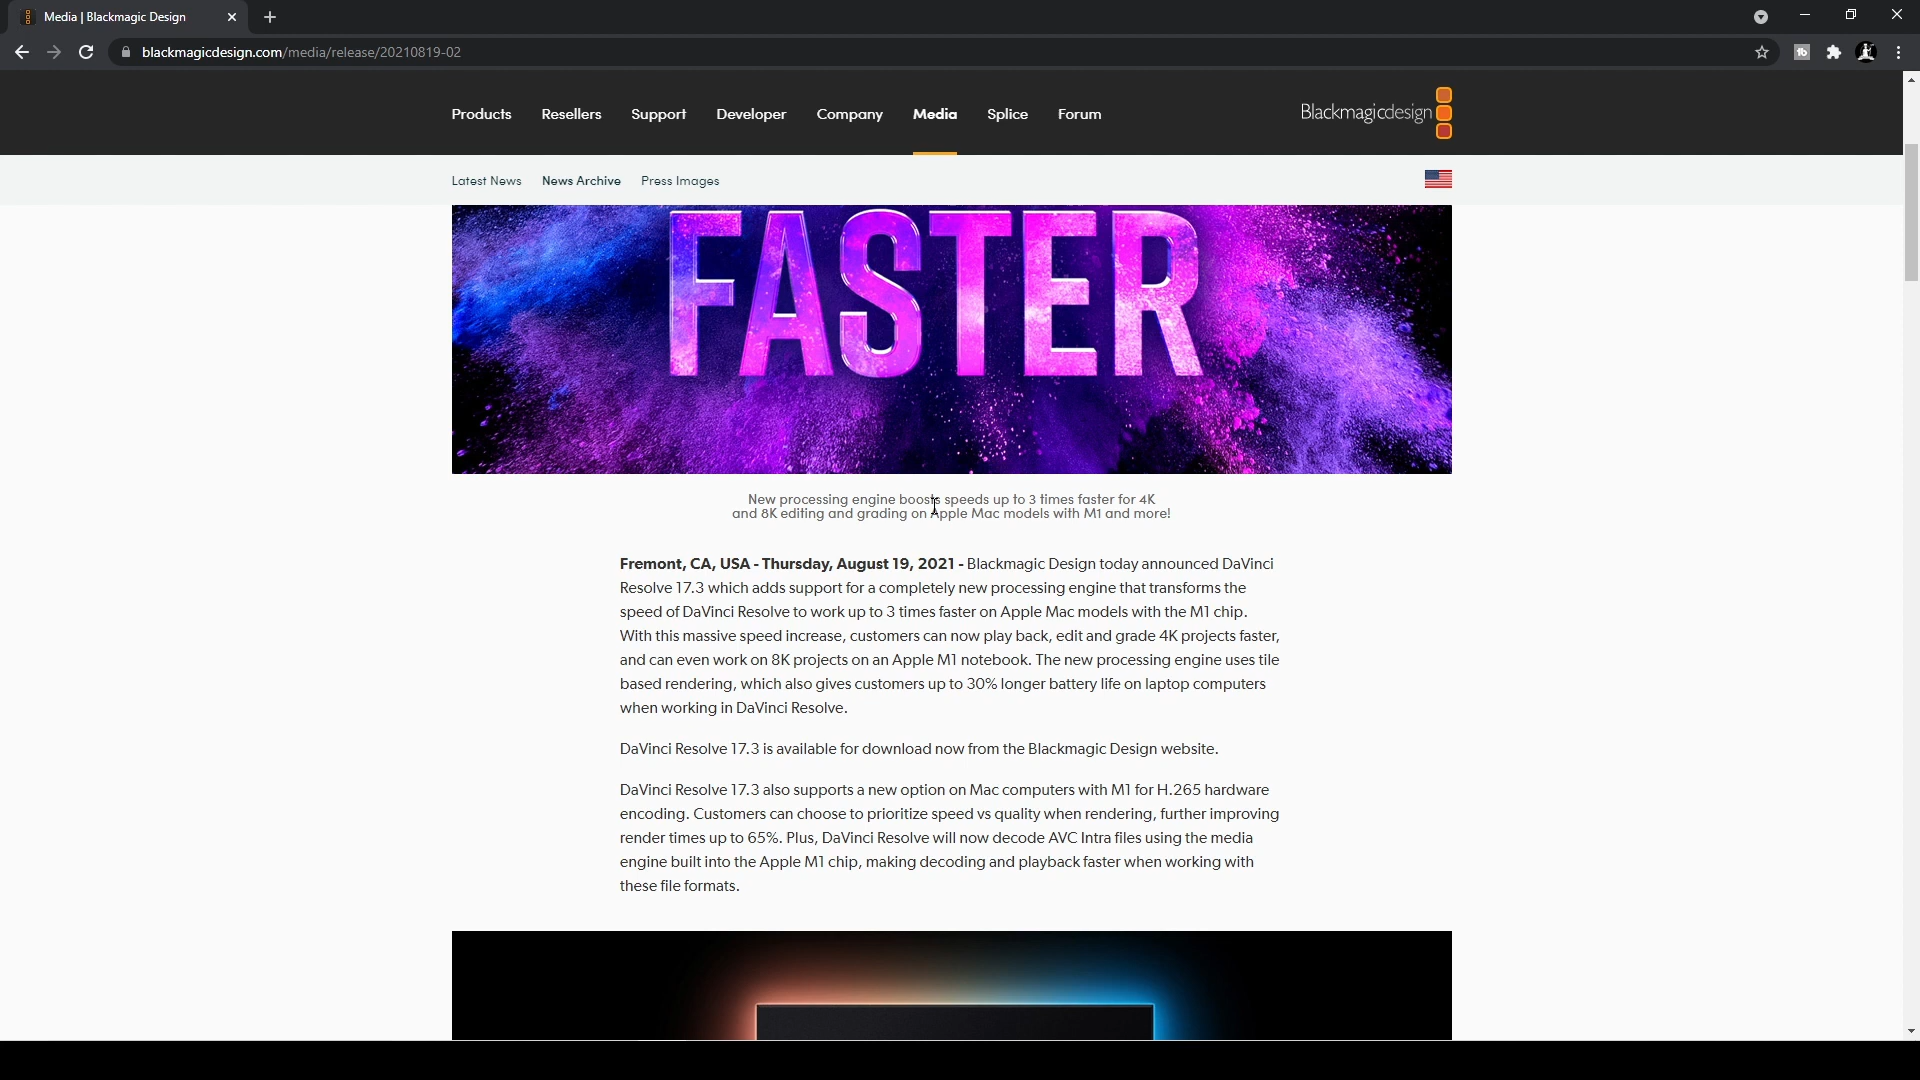 Media | Blackmagic Design
blackmagicdesign.com/media/release/20210819-02
tb
Products Resellers Support Developer Company Media Splice Forum
Blackmagicdesign
Latest News News Archive Press Images
FASTER
New processing engine boosts speeds up to 3 times faster for 4K
and 8K editing and grading on Apple Mac models with M1 and more!
Fremont, CA, USA - Thursday, August 19, 2021 - Blackmagic Design today announced DaVinci
Resolve 17.3 which adds support for a completely new processing engine that transforms the
speed of DaVinci Resolve to work up to 3 times faster on Apple Mac models with the M1 chip.
With this massive speed increase, customers can now play back, edit and grade 4K projects faster,
and can even work on 8K projects on an Apple M1 notebook. The new processing engine uses tile
based rendering, which also gives customers up to 30% longer battery life on laptop computers
when working in DaVinci Resolve.
DaVinci Resolve 17.3 is available for download now from the Blackmagic Design website.
DaVinci Resolve 17.3 also supports a new option on Mac computers with M1 for H.265 hardware
encoding. Customers can choose to prioritize speed vs quality when rendering, further improving
render times up to 65%. Plus, DaVinci Resolve will now decode AVC Intra files using the media
engine built into the Apple M1 chip, making decoding and playback faster when working with
these file formats.